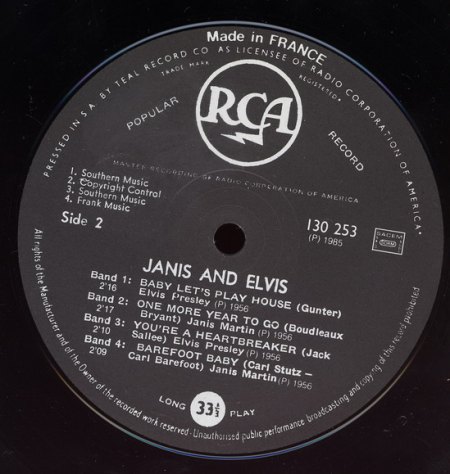 Made in FRANCE
PRESSED IN S.A. BY TEAL RECORD CO AS LICENSEE OF RADIO CORPORATION OF AMERICA
TRADE MARK REGISTERED
RCA
POPULAR RECORD
MASTER RECORDING OF RADIO CORPORATION OF AMERICA
1. Southern Music
2. Copyright Control
3. Southern Music
4. Frank Music
Side 2
130 253
(P) 1985
SACEM
JANIS AND ELVIS
Band 1: BABY LET'S PLAY HOUSE (Gunter)
2'16 Elvis Presley (P) 1956
Band 2: ONE MORE YEAR TO GO (Boudleaux
2'17 Bryant) Janis Martin (P) 1956
Band 3: YOU'RE A HEARTBREAKER (Jack
2'10 Sallee) Elvis Presley (P) 1956
Band 4: BAREFOOT BABY (Carl Stutz –
2'09 Carl Barefoot) Janis Martin (P) 1956
LONG 33⅓ PLAY
All rights of the Manufacturer and of the Owner of the recorded work reserved - Unauthorised public performance, broadcasting and copying of this record prohibited